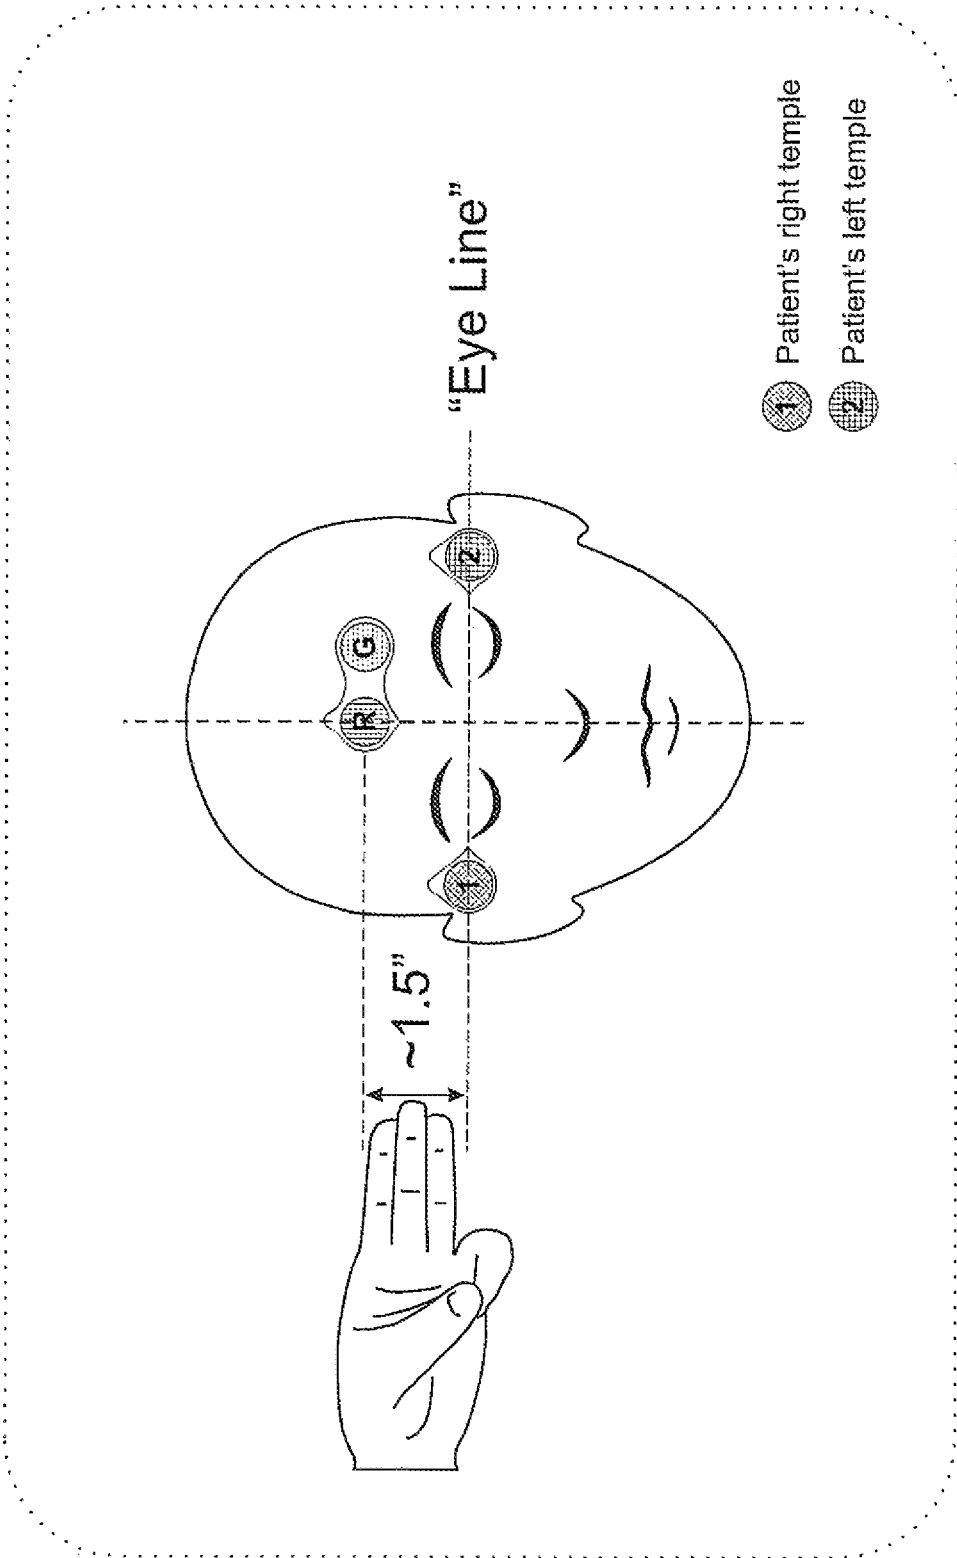 R
G
1
2
"Eye Line"
~1.5"
1 Patient's right temple
2 Patient's left temple